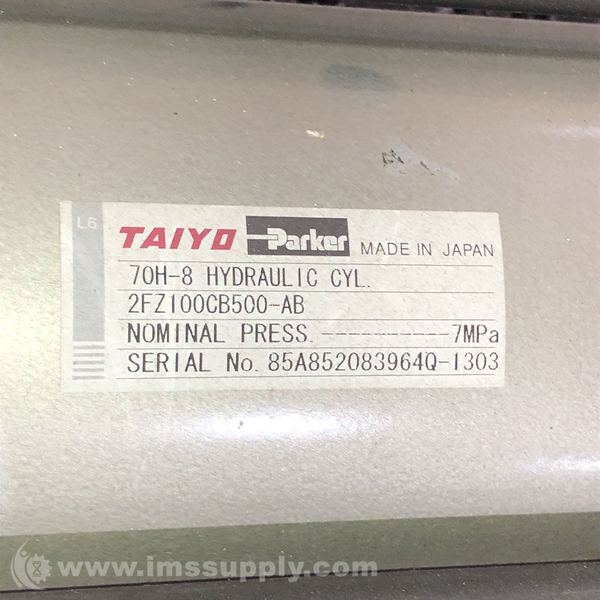 L6
TAIYO Parker MADE IN JAPAN
70H-8 HYDRAULIC CYL.
2FZ100CB500-AB
NOMINAL PRESS.----------7MPa
SERIAL No. 85A852083964Q-1303
www.imssupply.com